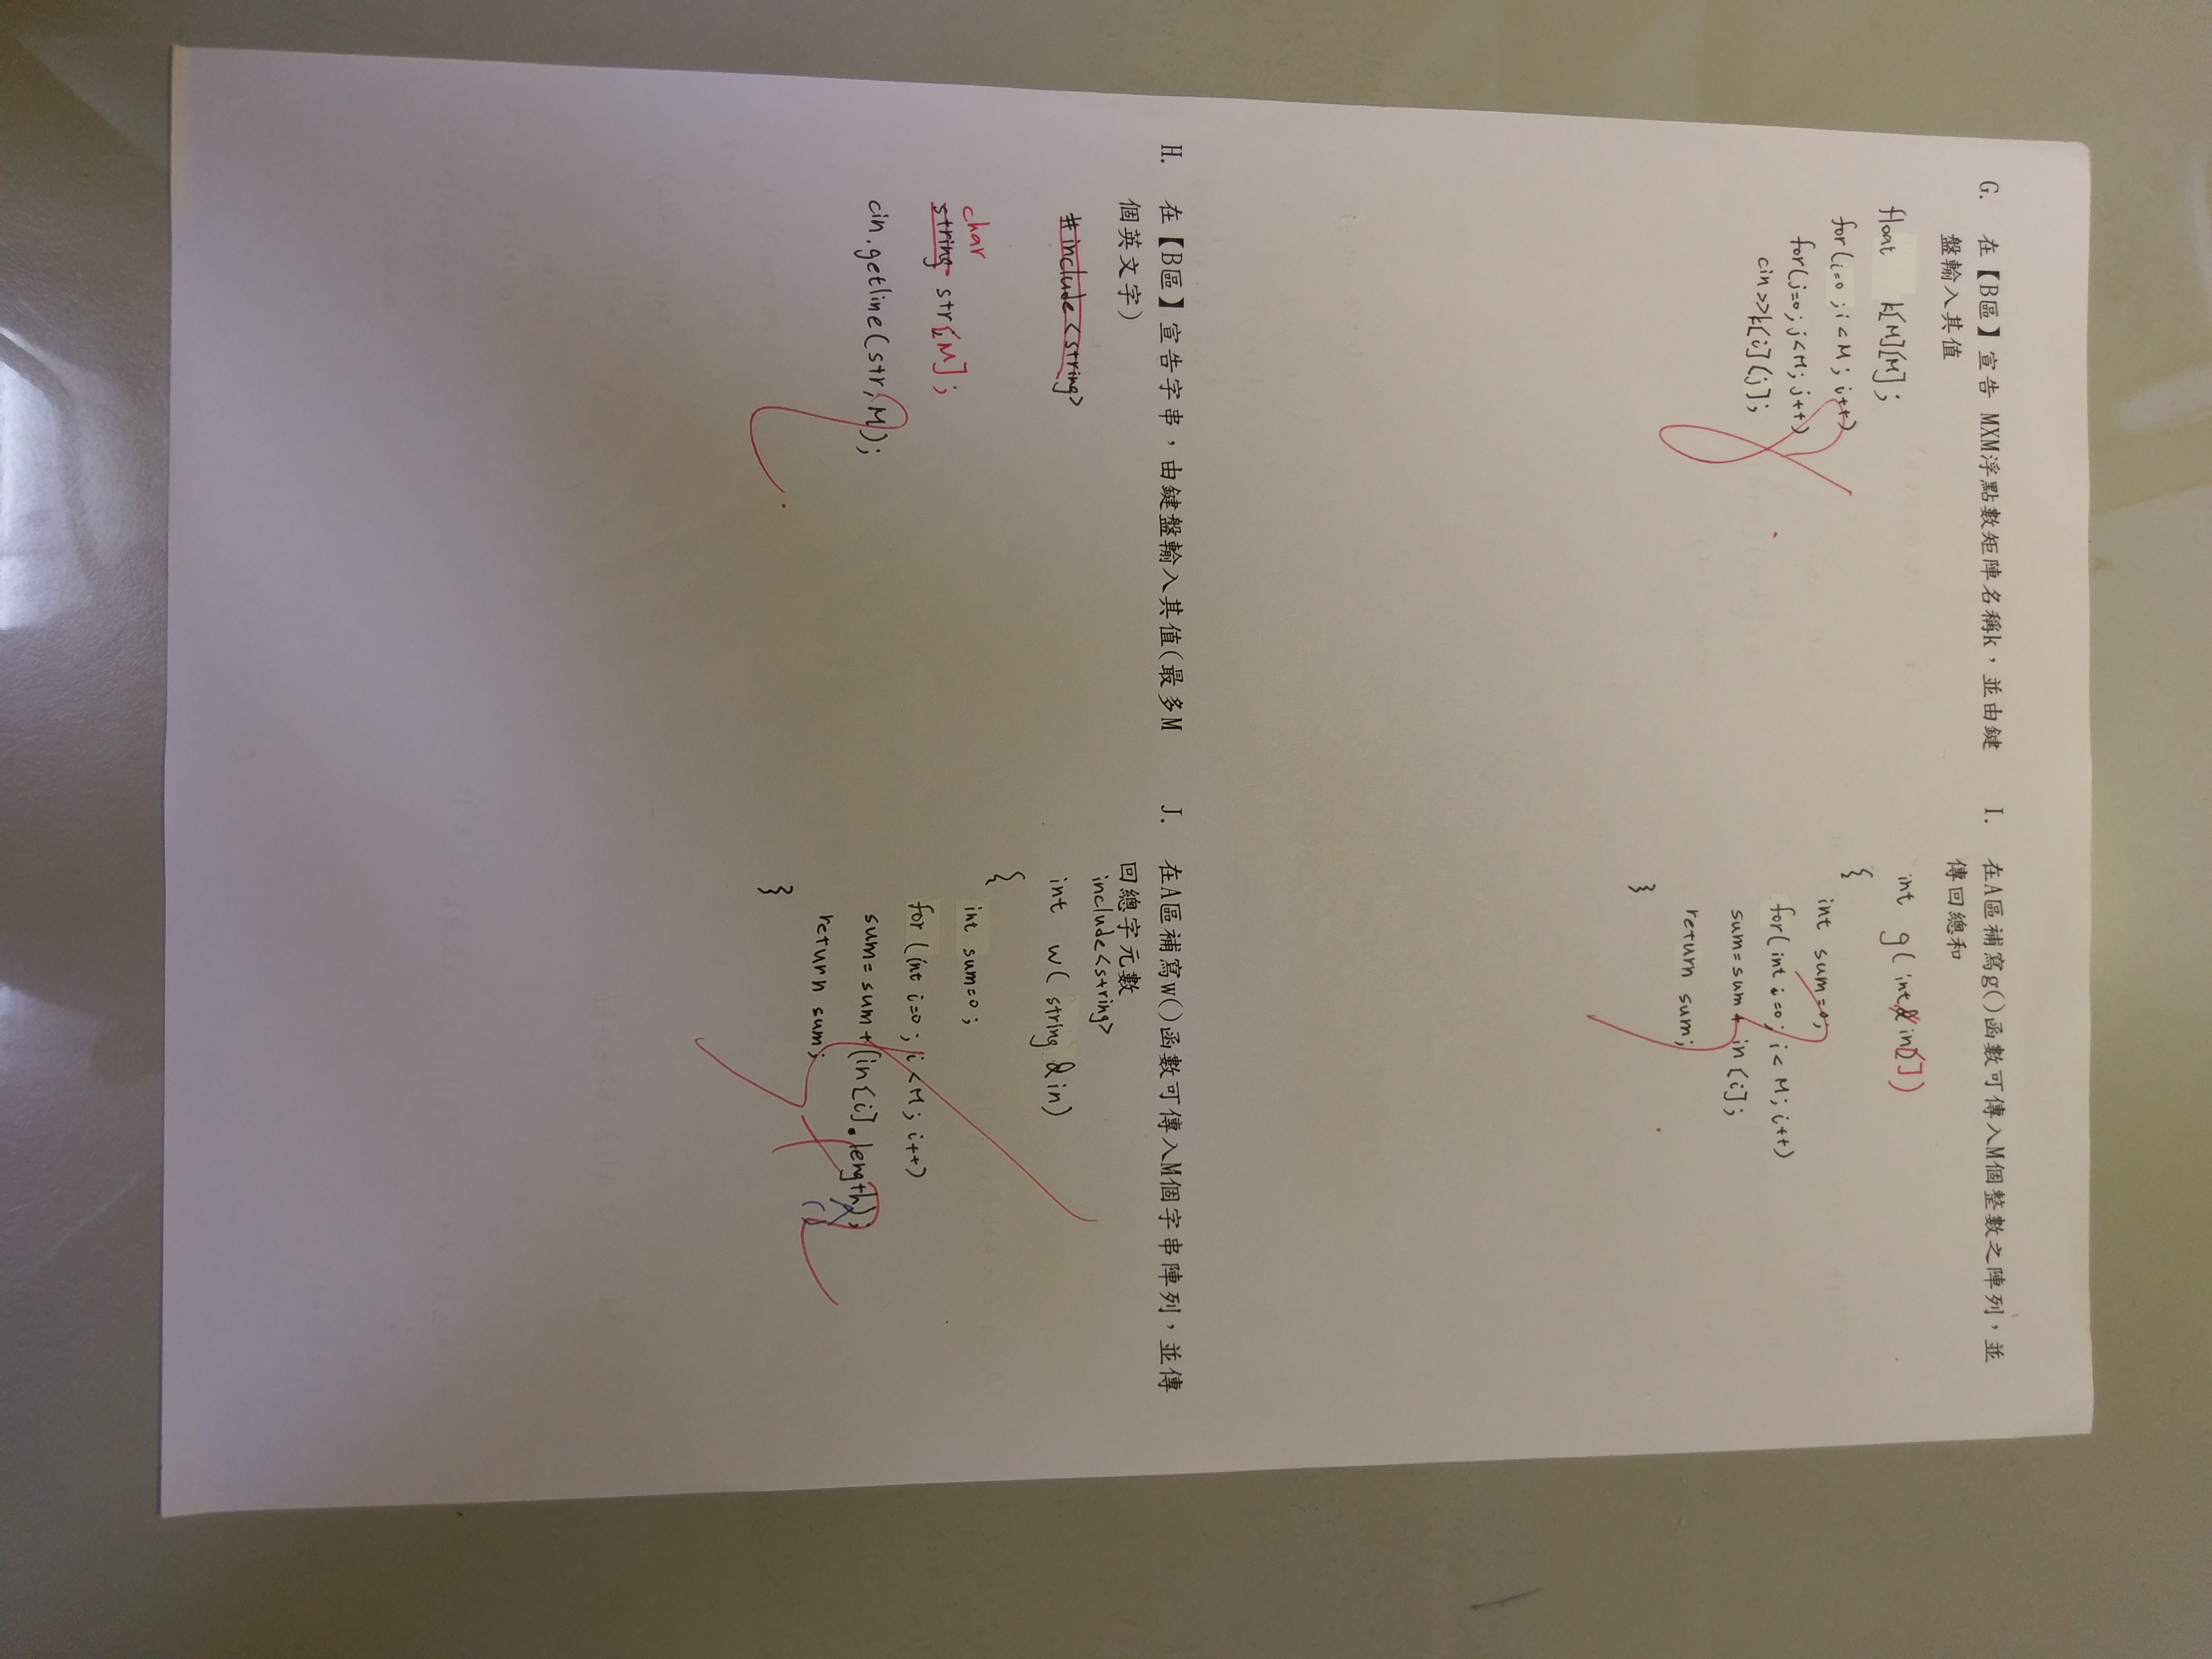 G. 在【B區】宣告 MXM浮點數矩陣名稱k，並由鍵
盤輸入其值
float k[M][M];
for(i=0;i<M;i++)
for(j=0;j<M;j++)
cin>>k[i][j];
H. 在【B區】宣告字串，由鍵盤輸入其值(最多M
個英文字)
#include<string>
char
string str[M];
cin.getline(str,M);
I. 在A區補寫g()函數可傳入M個整數之陣列，並
傳回總和
int g( int& in[])
{
int sum=0;
for(int i=0; i<M; i++)
sum=sum + in[i];
return sum;
}
J. 在A區補寫w()函數可傳入M個字串陣列，並傳
回總字元數
include<string>
int w( string &in)
{
int sum=0;
for (int i=0; i<M; i++)
sum=sum+(in[i].length);
()
return sum;
}